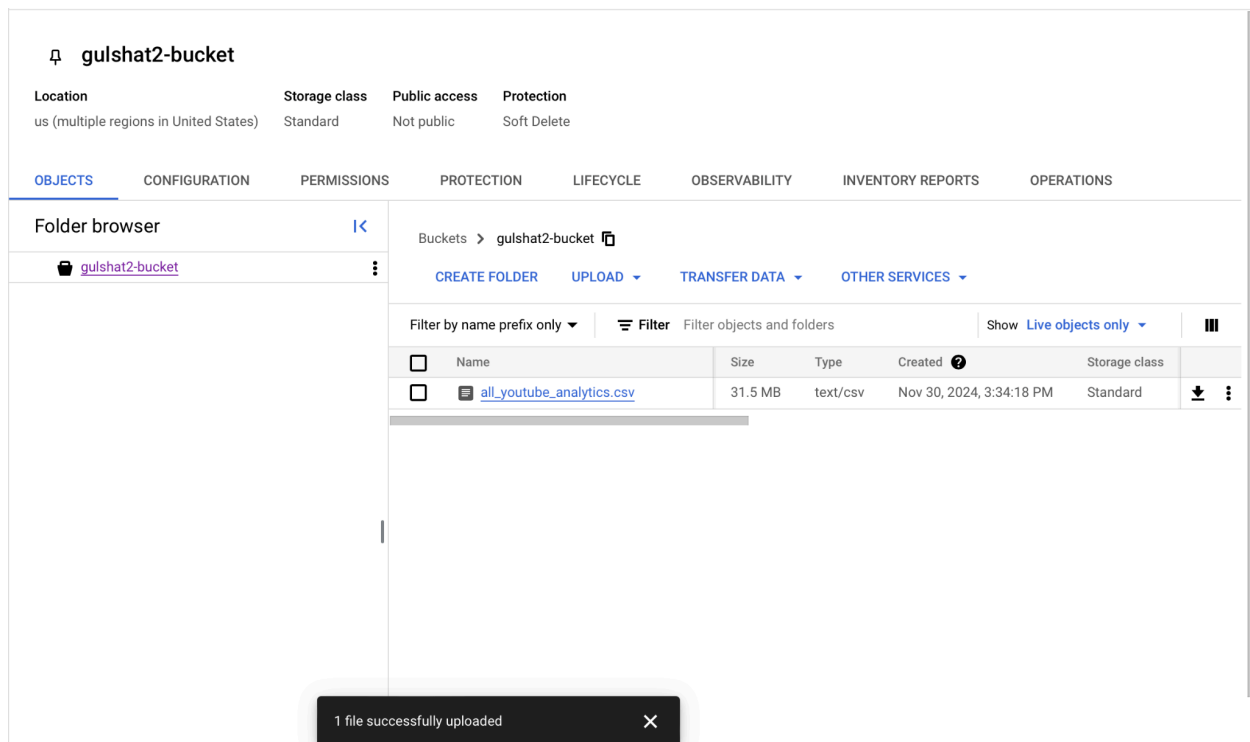 gulshat2-bucket
Location Storage class Public access Protection
us (multiple regions in United States) Standard Not public Soft Delete
OBJECTS CONFIGURATION PERMISSIONS PROTECTION LIFECYCLE OBSERVABILITY INVENTORY REPORTS OPERATIONS
Folder browser
gulshat2-bucket
Buckets > gulshat2-bucket
CREATE FOLDER UPLOAD TRANSFER DATA OTHER SERVICES
Filter by name prefix only Filter Filter objects and folders Show Live objects only
Name Size Type Created ? Storage class
all_youtube_analytics.csv 31.5 MB text/csv Nov 30, 2024, 3:34:18 PM Standard
1 file successfully uploaded